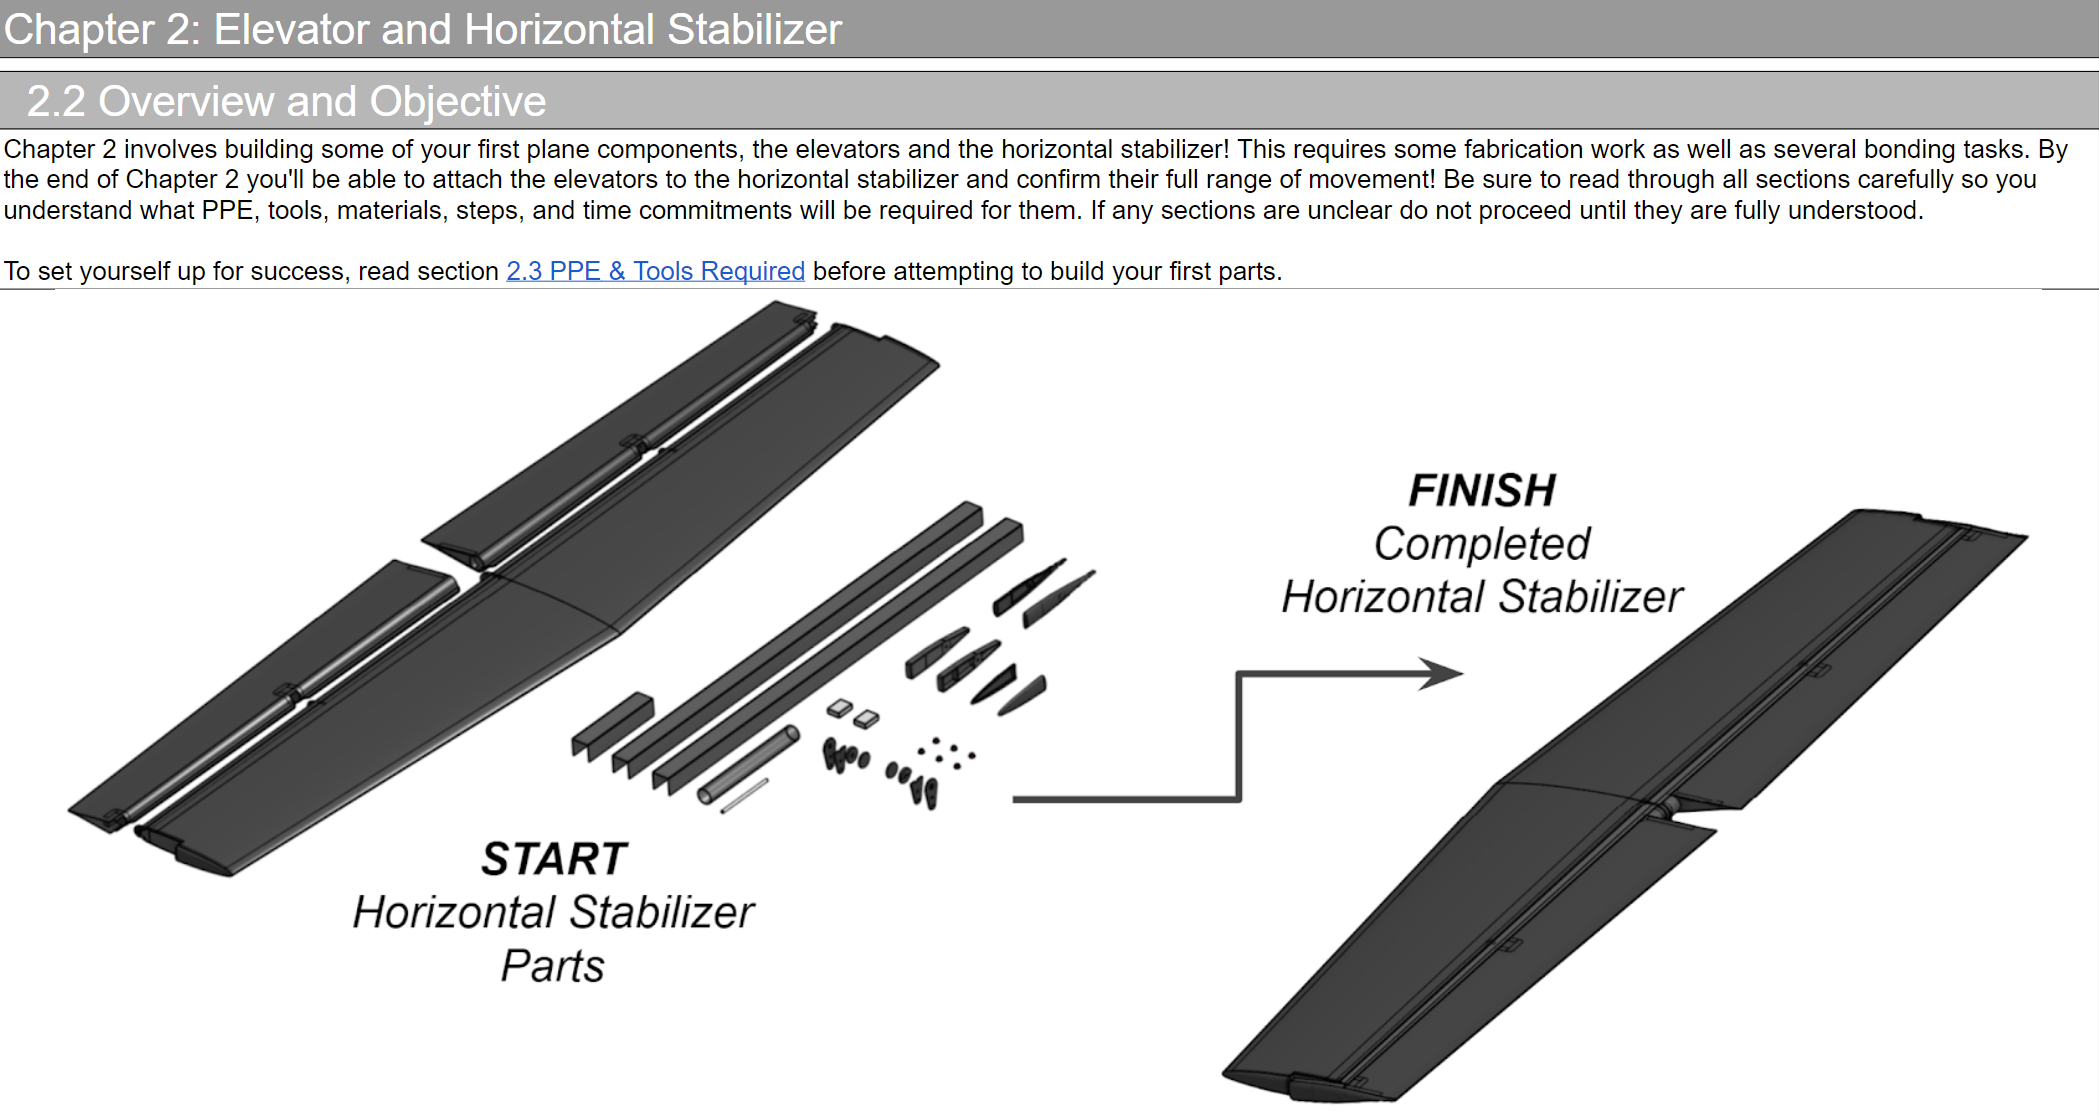 Chapter 2: Elevator and Horizontal Stabilizer
2.2 Overview and Objective
Chapter 2 involves building some of your first plane components, the elevators and the horizontal stabilizer! This requires some fabrication work as well as several bonding tasks. By
the end of Chapter 2 you'll be able to attach the elevators to the horizontal stabilizer and confirm their full range of movement! Be sure to read through all sections carefully so you
understand what PPE, tools, materials, steps, and time commitments will be required for them. If any sections are unclear do not proceed until they are fully understood.
To set yourself up for success, read section 2.3 PPE & Tools Required before attempting to build your first parts.
FINISH
Completed
Horizontal Stabilizer
START
Horizontal Stabilizer
Parts